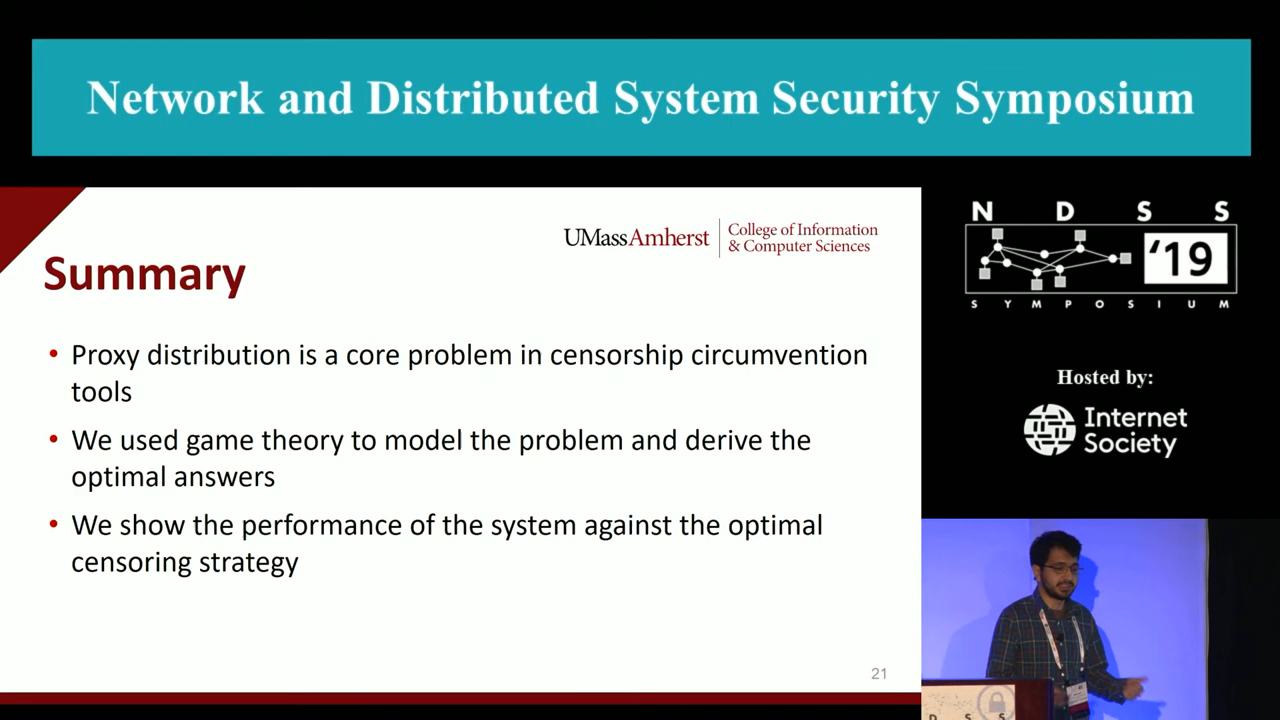 Network and Distributed System Security Symposium
UMassAmherst
College of Information
& Computer Sciences
Summary
• Proxy distribution is a core problem in censorship circumvention
tools
• We used game theory to model the problem and derive the
optimal answers
• We show the performance of the system against the optimal
censoring strategy
21
N D S S
'19
S Y M P O S I U M
Hosted by:
Internet
Society
D S S